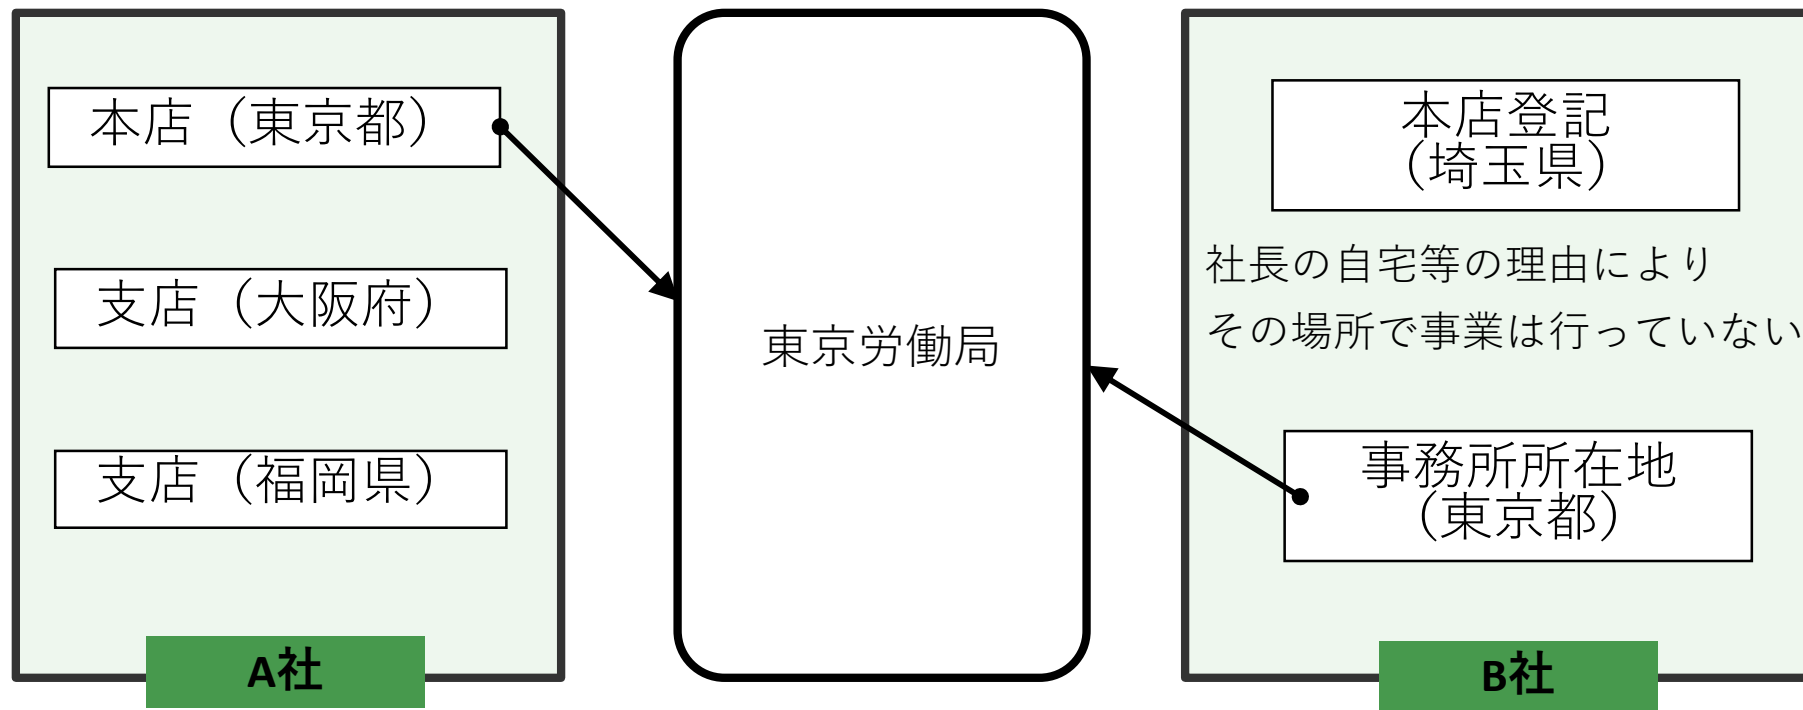 本店（東京都）
支店（大阪府）
支店（福岡県）
A社
東京労働局
本店登記
（埼玉県）
社長の自宅等の理由により
その場所で事業は行っていない
事務所所在地
（東京都）
B社